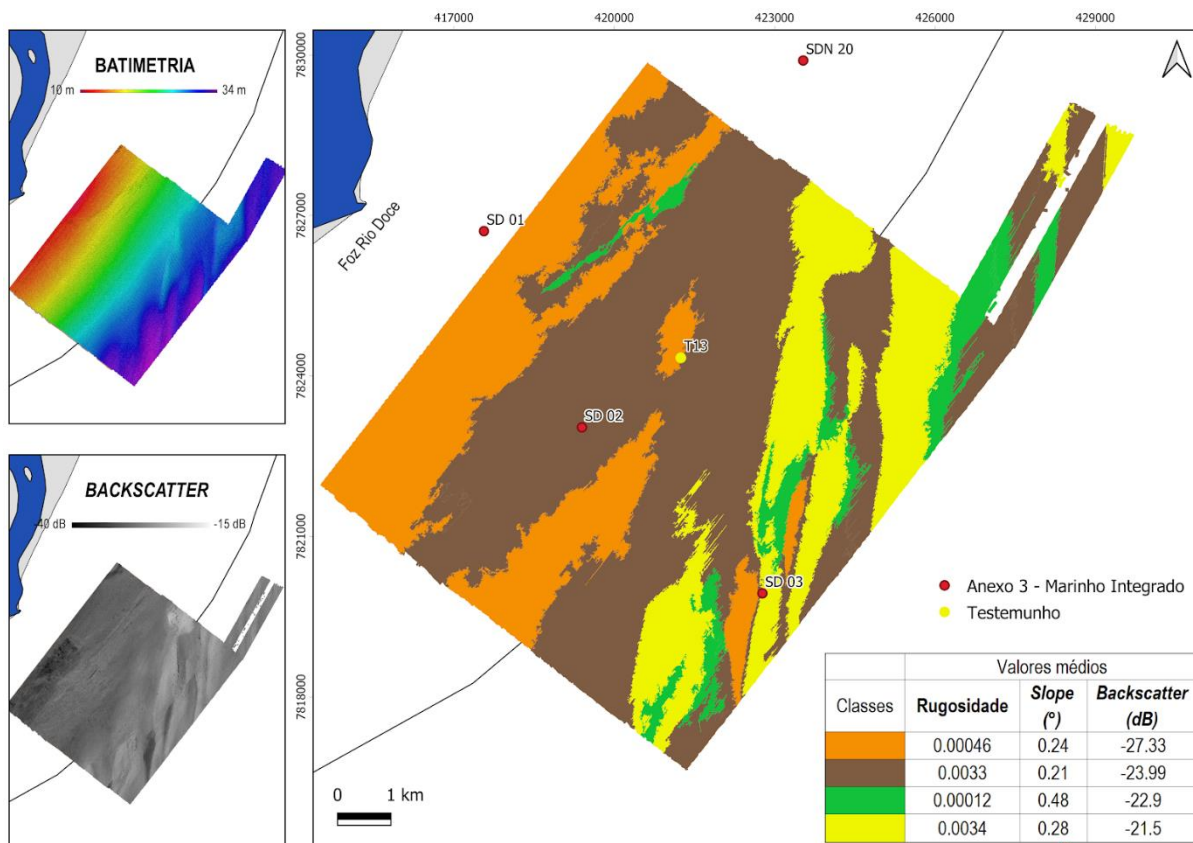 BATIMETRIA
10 m
34 m
BACKSCATTER
-40 dB
-15 dB
417000
420000
423000
426000
429000
7830000
7827000
7824000
7821000
7818000
Foz Rio Doce
SDN 20
SD 01
T13
SD 02
SD 03
Anexo 3 - Marinho Integrado
Testemunho
0 1 km
Valores médios
Classes Rugosidade Slope (°) Backscatter (dB)
0.00046 0.24 -27.33
0.0033 0.21 -23.99
0.00012 0.48 -22.9
0.0034 0.28 -21.5